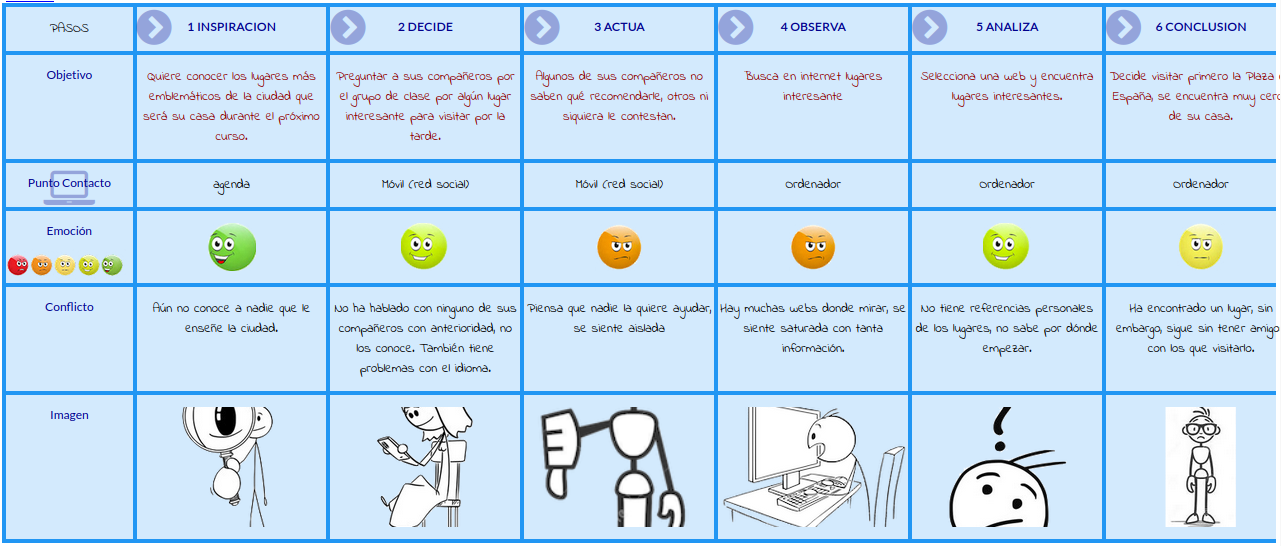 PASOS
1 INSPIRACION
2 DECIDE
3 ACTUA
4 OBSERVA
5 ANALIZA
6 CONCLUSION
Objetivo
Quiere conocer los lugares más
emblemáticos de la ciudad que
será su casa durante el próximo
curso.
Preguntar a sus compañeros por
el grupo de clase por algún lugar
interesante para visitar por la
tarde.
Algunos de sus compañeros no
saben qué recomendarle, otros ni
siquiera le contestan.
Busca en internet lugares
interesante
Selecciona una web y encuentra
lugares interesantes.
Decide visitar primero la Plaza
España, se encuentra muy cerc
de su casa.
Punto Contacto
agenda
Móvil (red social)
Móvil (red social)
Ordenador
Ordenador
Ordenador
Emoción
Conflicto
Aún no conoce a nadie que le
enseñe la ciudad.
No ha hablado con ninguno de sus
compañeros con anterioridad, no
los conoce. También tiene
problemas con el idioma.
Piensa que nadie la quiere ayudar,
se siente aislada
Hay muchas webs donde mirar, se
siente saturada con tanta
información.
No tiene referencias personales
de los lugares, no sabe por dónde
empezar.
Ha encontrado un lugar, sin
embargo, sigue sin tener amigo
con los que visitarlo.
Imagen